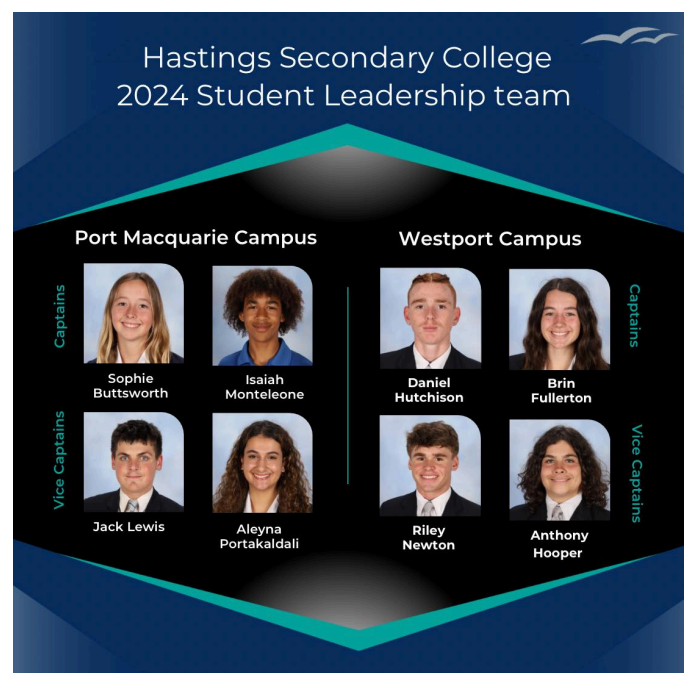 Hastings Secondary College
2024 Student Leadership team
Port Macquarie Campus
Captains
Sophie
Buttsworth
Isaiah
Monteleone
Vice Captains
Jack Lewis
Aleyna
Portakaldali
Westport Campus
Captains
Daniel
Hutchison
Brin
Fullerton
Vice Captains
Riley
Newton
Anthony
Hooper